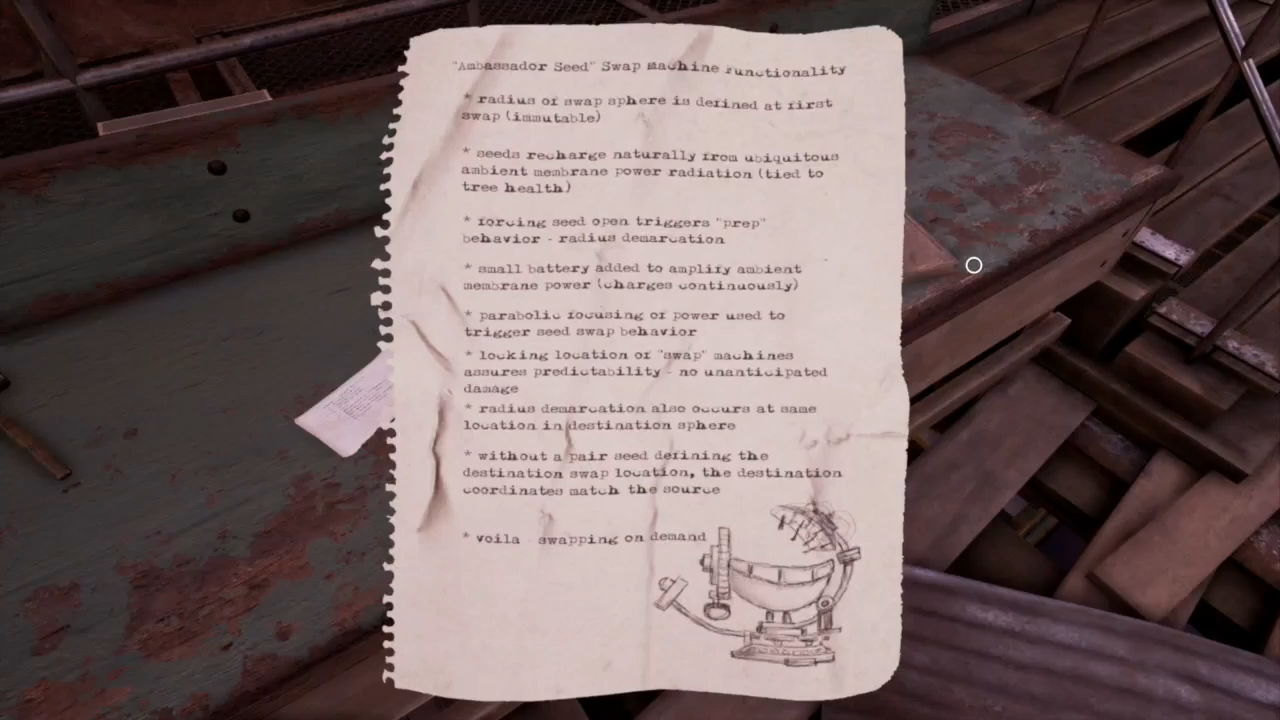 "Ambassador Seed" Swap machine Functionality
* radius of swap sphere is defined at first
swap (immutable)
* seeds recharge naturally from ubiquitous
ambient membrane power radiation (tied to
tree health)
* forcing seed open triggers "prep"
behavior - radius demarcation
* small battery added to amplify ambient
membrane power (charges continuously)
* parabolic focusing of power used to
trigger seed swap behavior
* locking location of "swap" machines
assures predictability - no unanticipated
damage
* radius demarcation also occurs at same
location in destination sphere
* without a pair seed defining the
destination swap location, the destination
coordinates match the source
* voila - swapping on demand